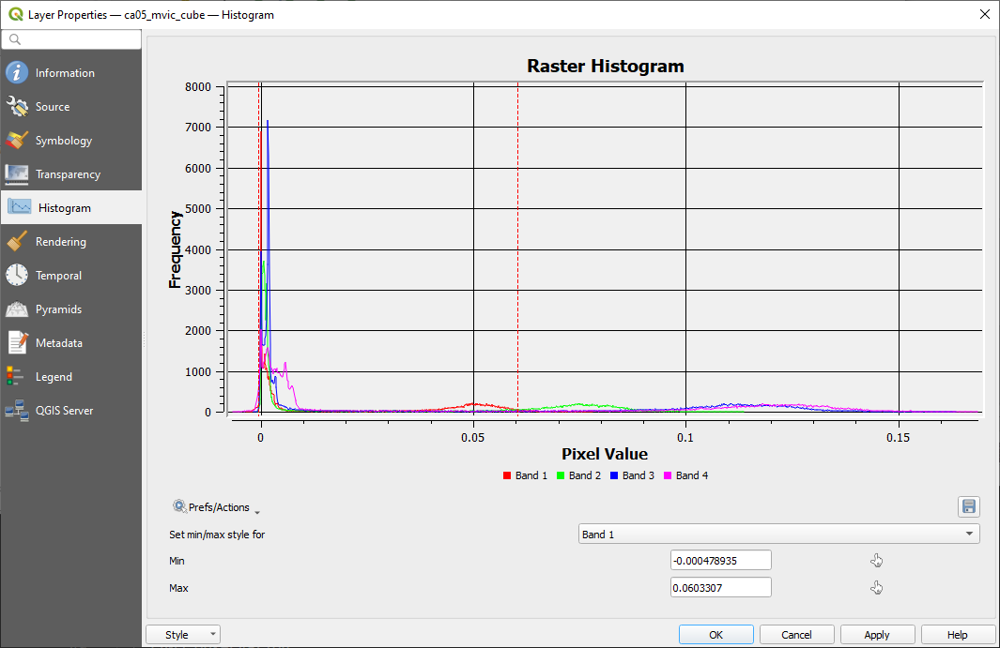 Layer Properties — ca05_mvic_cube — Histogram
Information
Source
Symbology
Transparency
Histogram
Rendering
Temporal
Pyramids
Metadata
Legend
QGIS Server
Raster Histogram
8000
7000
6000
5000
4000
3000
2000
1000
0
Frequency
0 0.05 0.1 0.15
Pixel Value
Band 1 Band 2 Band 3 Band 4
Prefs/Actions
Set min/max style for Band 1
Min -0.000478935
Max 0.0603307
Style OK Cancel Apply Help